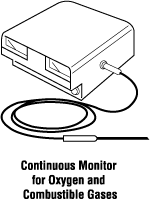 Continuous Monitor
for Oxygen and
Combustible Gases